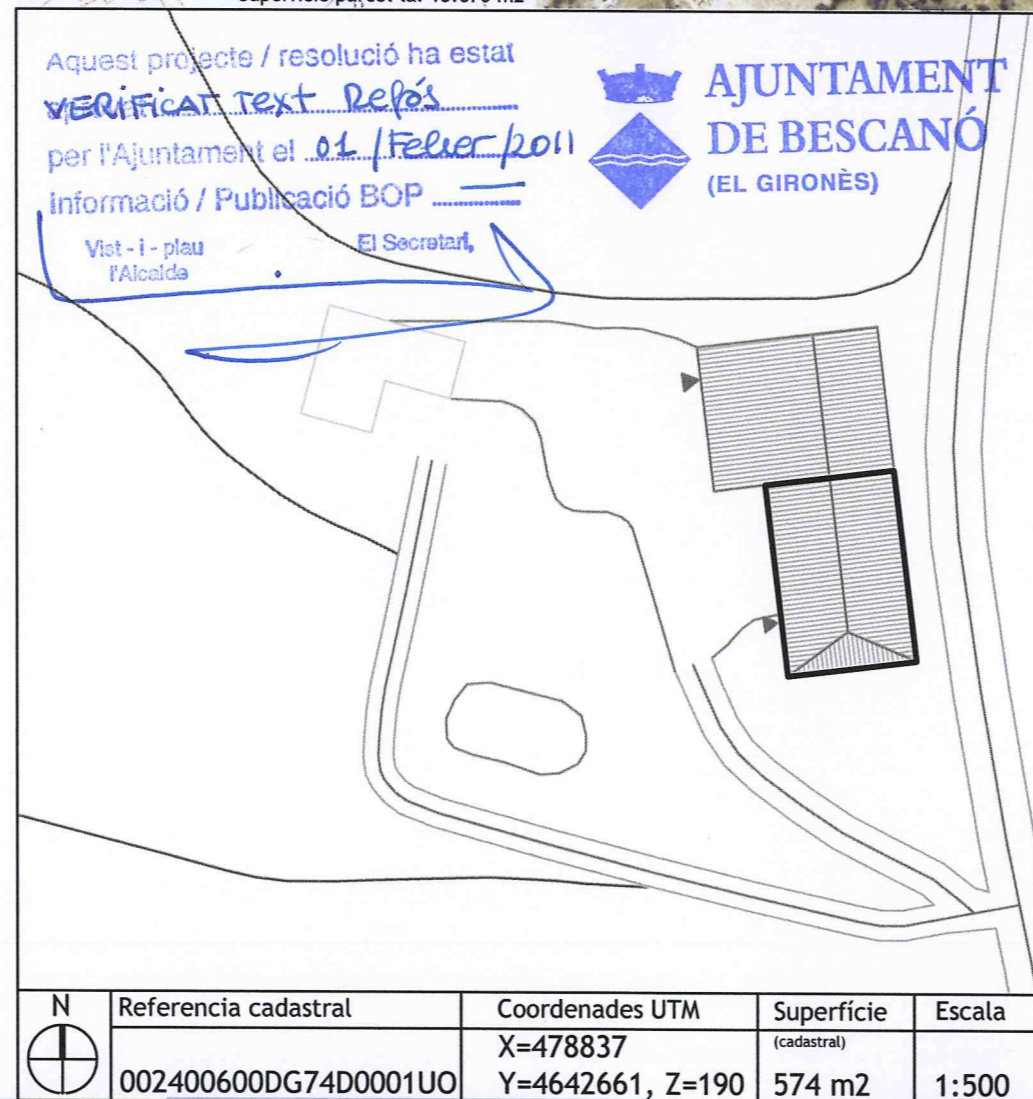 Aquest projecte / resolució ha estat
VERIFICAT Text Refós
per l'Ajuntament el 01 / Febrer / 2011
informació / Publicació BOP
Vist - i - plau
l'Alcalde
El Secretari,
AJUNTAMENT
DE BESCANÓ
(EL GIRONÈS)
N
Referencia cadastral
002400600DG74D0001UO
Coordenades UTM
X=478837
Y=4642661, Z=190
Superfície
(cadastral)
574 m2
Escala
1:500